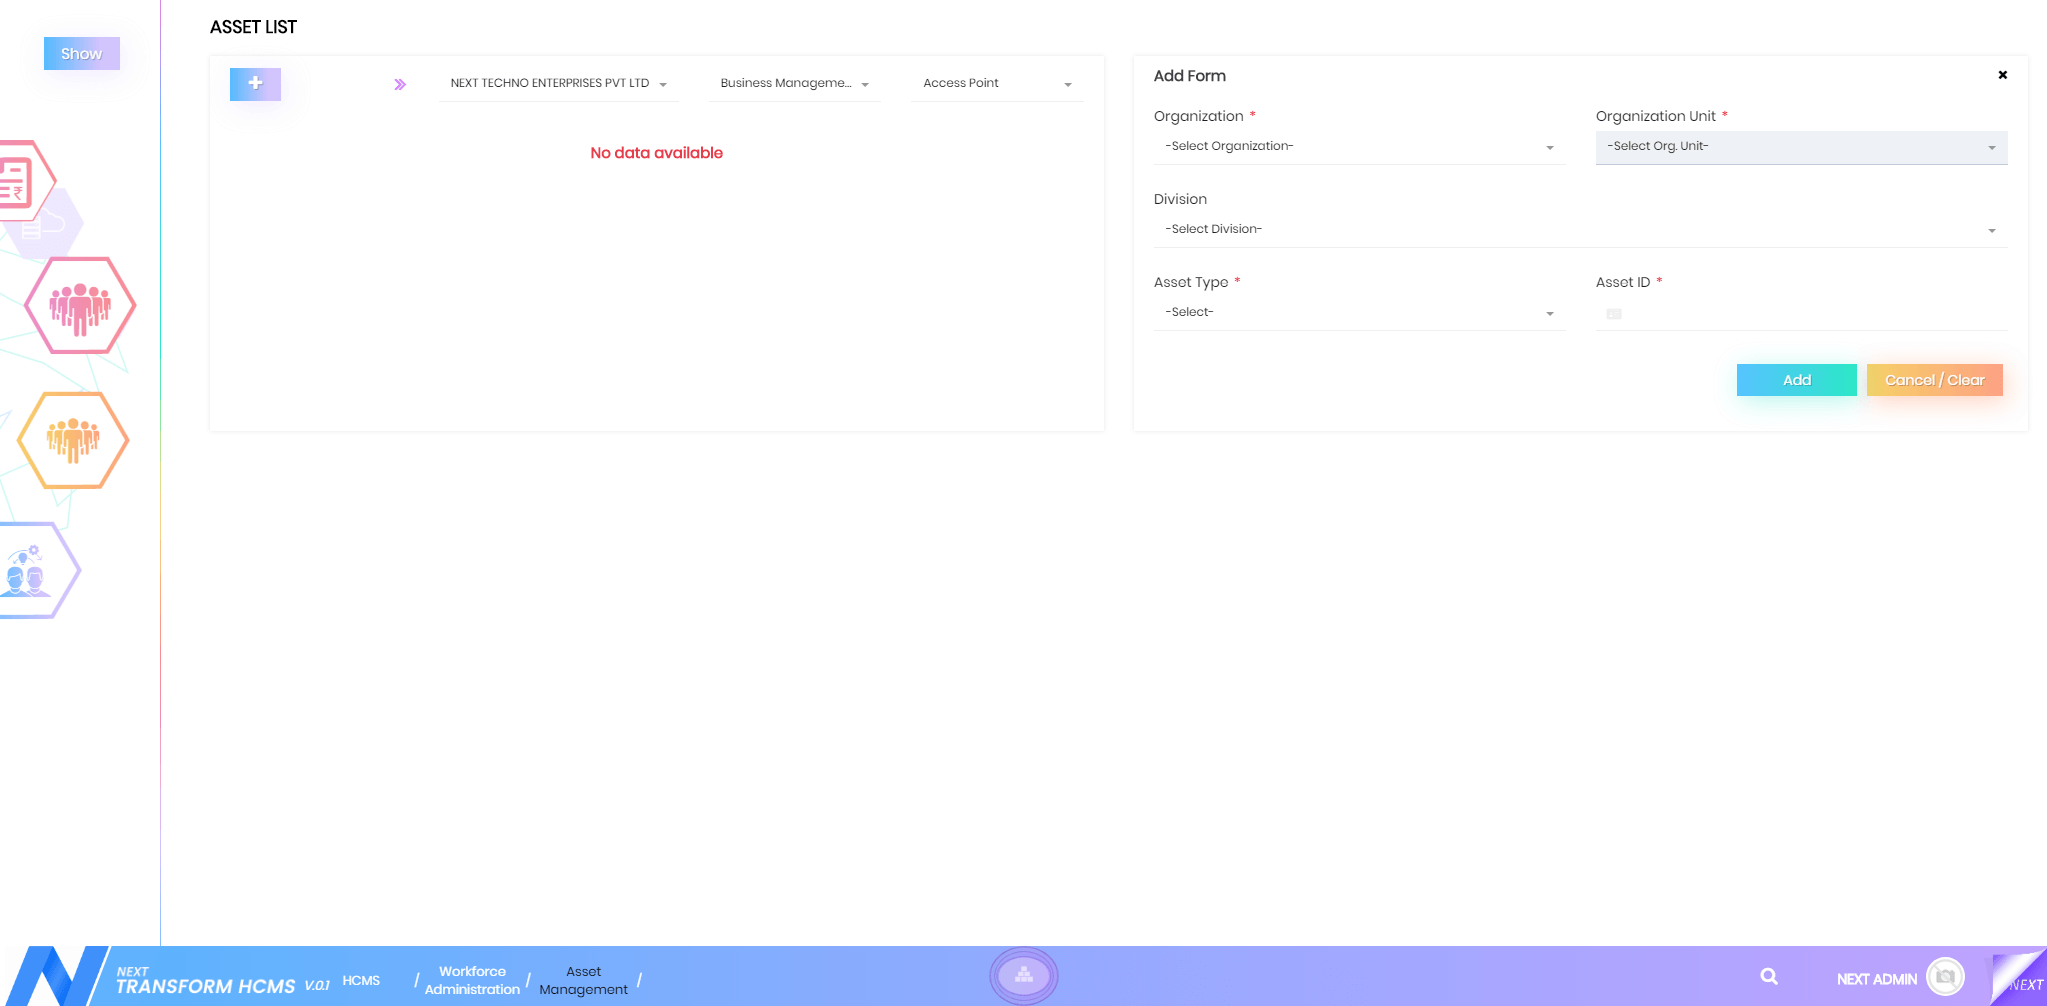 ASSET LIST
Show
NEXT TECHNO ENTERPRISES PVT LTD
Business Manageme...
Access Point
No data available
Add Form
Organization *
Organization Unit *
-Select Organization-
-Select Org. Unit-
Division
-Select Division-
Asset Type *
Asset ID *
-Select-
Add
Cancel / Clear
NEXT
TRANSFORM HCMS V.0.1
HCMS
/ Workforce
Administration
/ Asset
Management /
NEXT ADMIN
NEXT